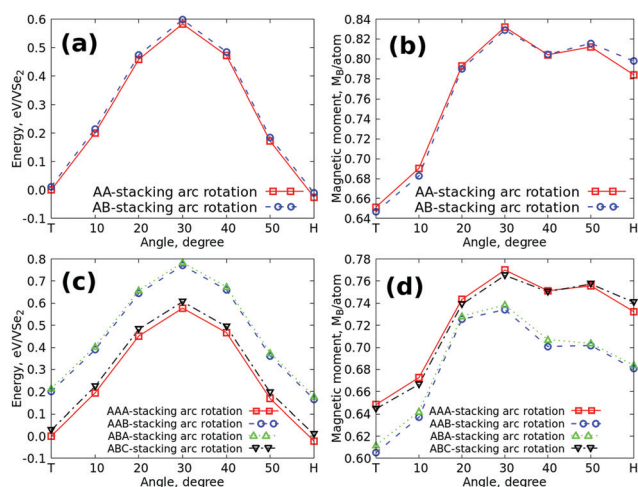 (a)
Energy, eV/VSe2
0.6
0.5
0.4
0.3
0.2
0.1
0.0
-0.1
AA-stacking arc rotation
AB-stacking arc rotation
T 10 20 30 40 50 H
Angle, degree
(b)
Magnetic moment, MB/atom
0.84
0.82
0.80
0.78
0.76
0.74
0.72
0.70
0.68
0.66
0.64
AA-stacking arc rotation
AB-stacking arc rotation
T 10 20 30 40 50 H
Angle, degree
(c)
Energy, eV/VSe2
0.8
0.7
0.6
0.5
0.4
0.3
0.2
0.1
0.0
-0.1
AAA-stacking arc rotation
AAB-stacking arc rotation
ABA-stacking arc rotation
ABC-stacking arc rotation
T 10 20 30 40 50 H
Angle, degree
(d)
Magnetic moment, MB/atom
0.78
0.76
0.74
0.72
0.70
0.68
0.66
0.64
0.62
0.60
AAA-stacking arc rotation
AAB-stacking arc rotation
ABA-stacking arc rotation
ABC-stacking arc rotation
T 10 20 30 40 50 H
Angle, degree